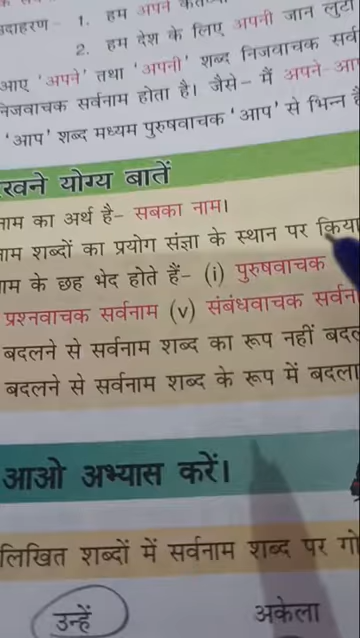 उदाहरण- 1. हम अपने
2. हम देश के लिए अपनी जान लुटा
आए 'अपने' तथा 'अपनी' शब्द निजवाचक सर्व
निजवाचक सर्वनाम होता है। जैसे- मैं अपने-आप
'आप' शब्द मध्यम पुरुषवाचक 'आप' से भिन्न है
रखने योग्य बातें
नाम का अर्थ है- सबका नाम।
नाम शब्दों का प्रयोग संज्ञा के स्थान पर किया
नाम के छह भेद होते हैं- (i) पुरुषवाचक
प्रश्नवाचक सर्वनाम (v) संबंधवाचक सर्वना
बदलने से सर्वनाम शब्द का रूप नहीं बदल
बदलने से सर्वनाम शब्द के रूप में बदला
आओ अभ्यास करें।
लिखित शब्दों में सर्वनाम शब्द पर गो
उन्हें अकेला